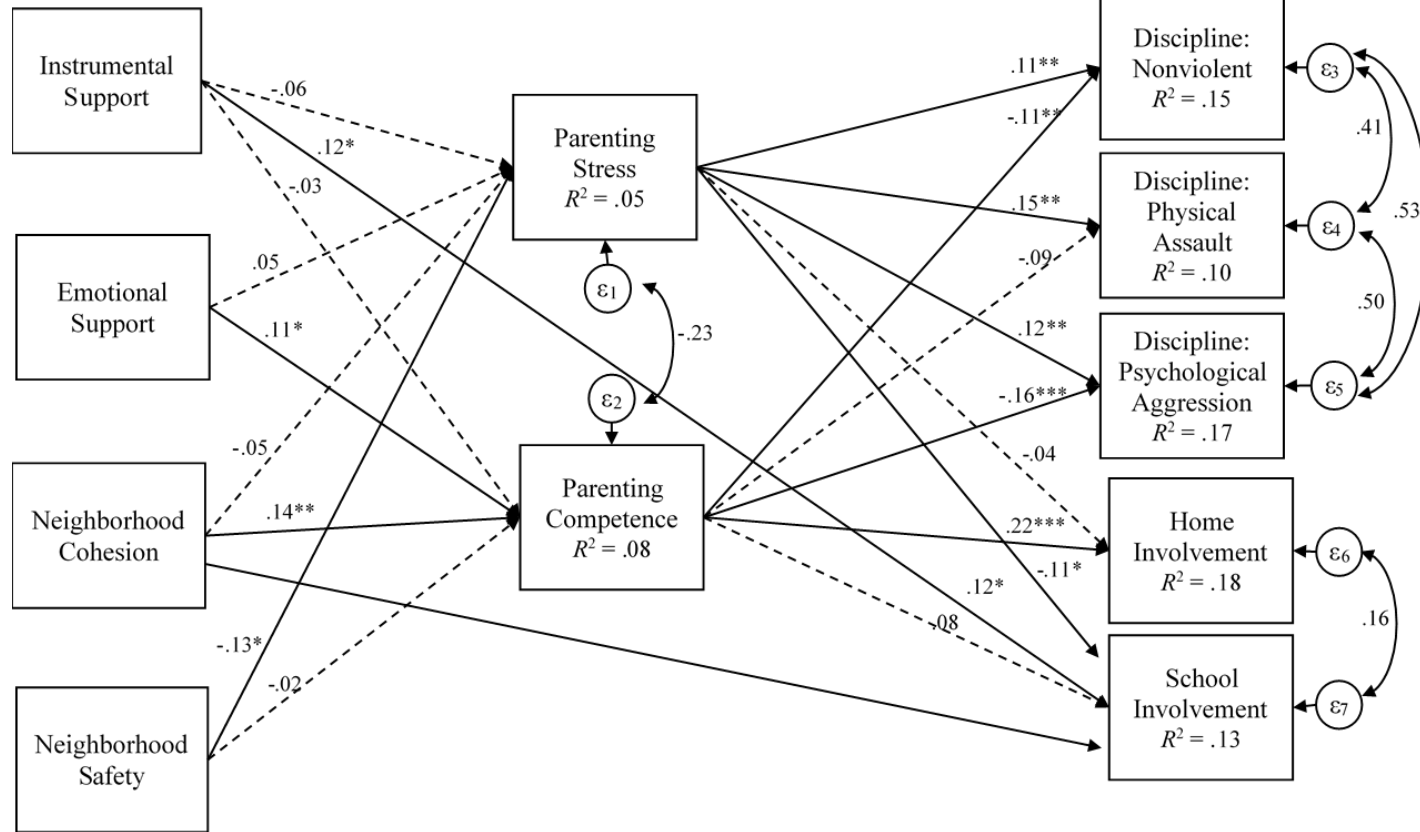 Instrumental
Support
Emotional
Support
Neighborhood
Cohesion
Neighborhood
Safety
-.06
.12*
-.03
.05
.11*
-.05
.14**
-.13*
-.02
Parenting
Stress
R² = .05
ε1
-.23
ε2
Parenting
Competence
R² = .08
.11**
-.11**
.15**
-.09
.12**
-.16***
-.04
.22***
-.11*
.12*
.08
Discipline:
Nonviolent
R² = .15
Discipline:
Physical
Assault
R² = .10
Discipline:
Psychological
Aggression
R² = .17
Home
Involvement
R² = .18
School
Involvement
R² = .13
ε3
.41
ε4
.53
.50
ε5
ε6
.16
ε7